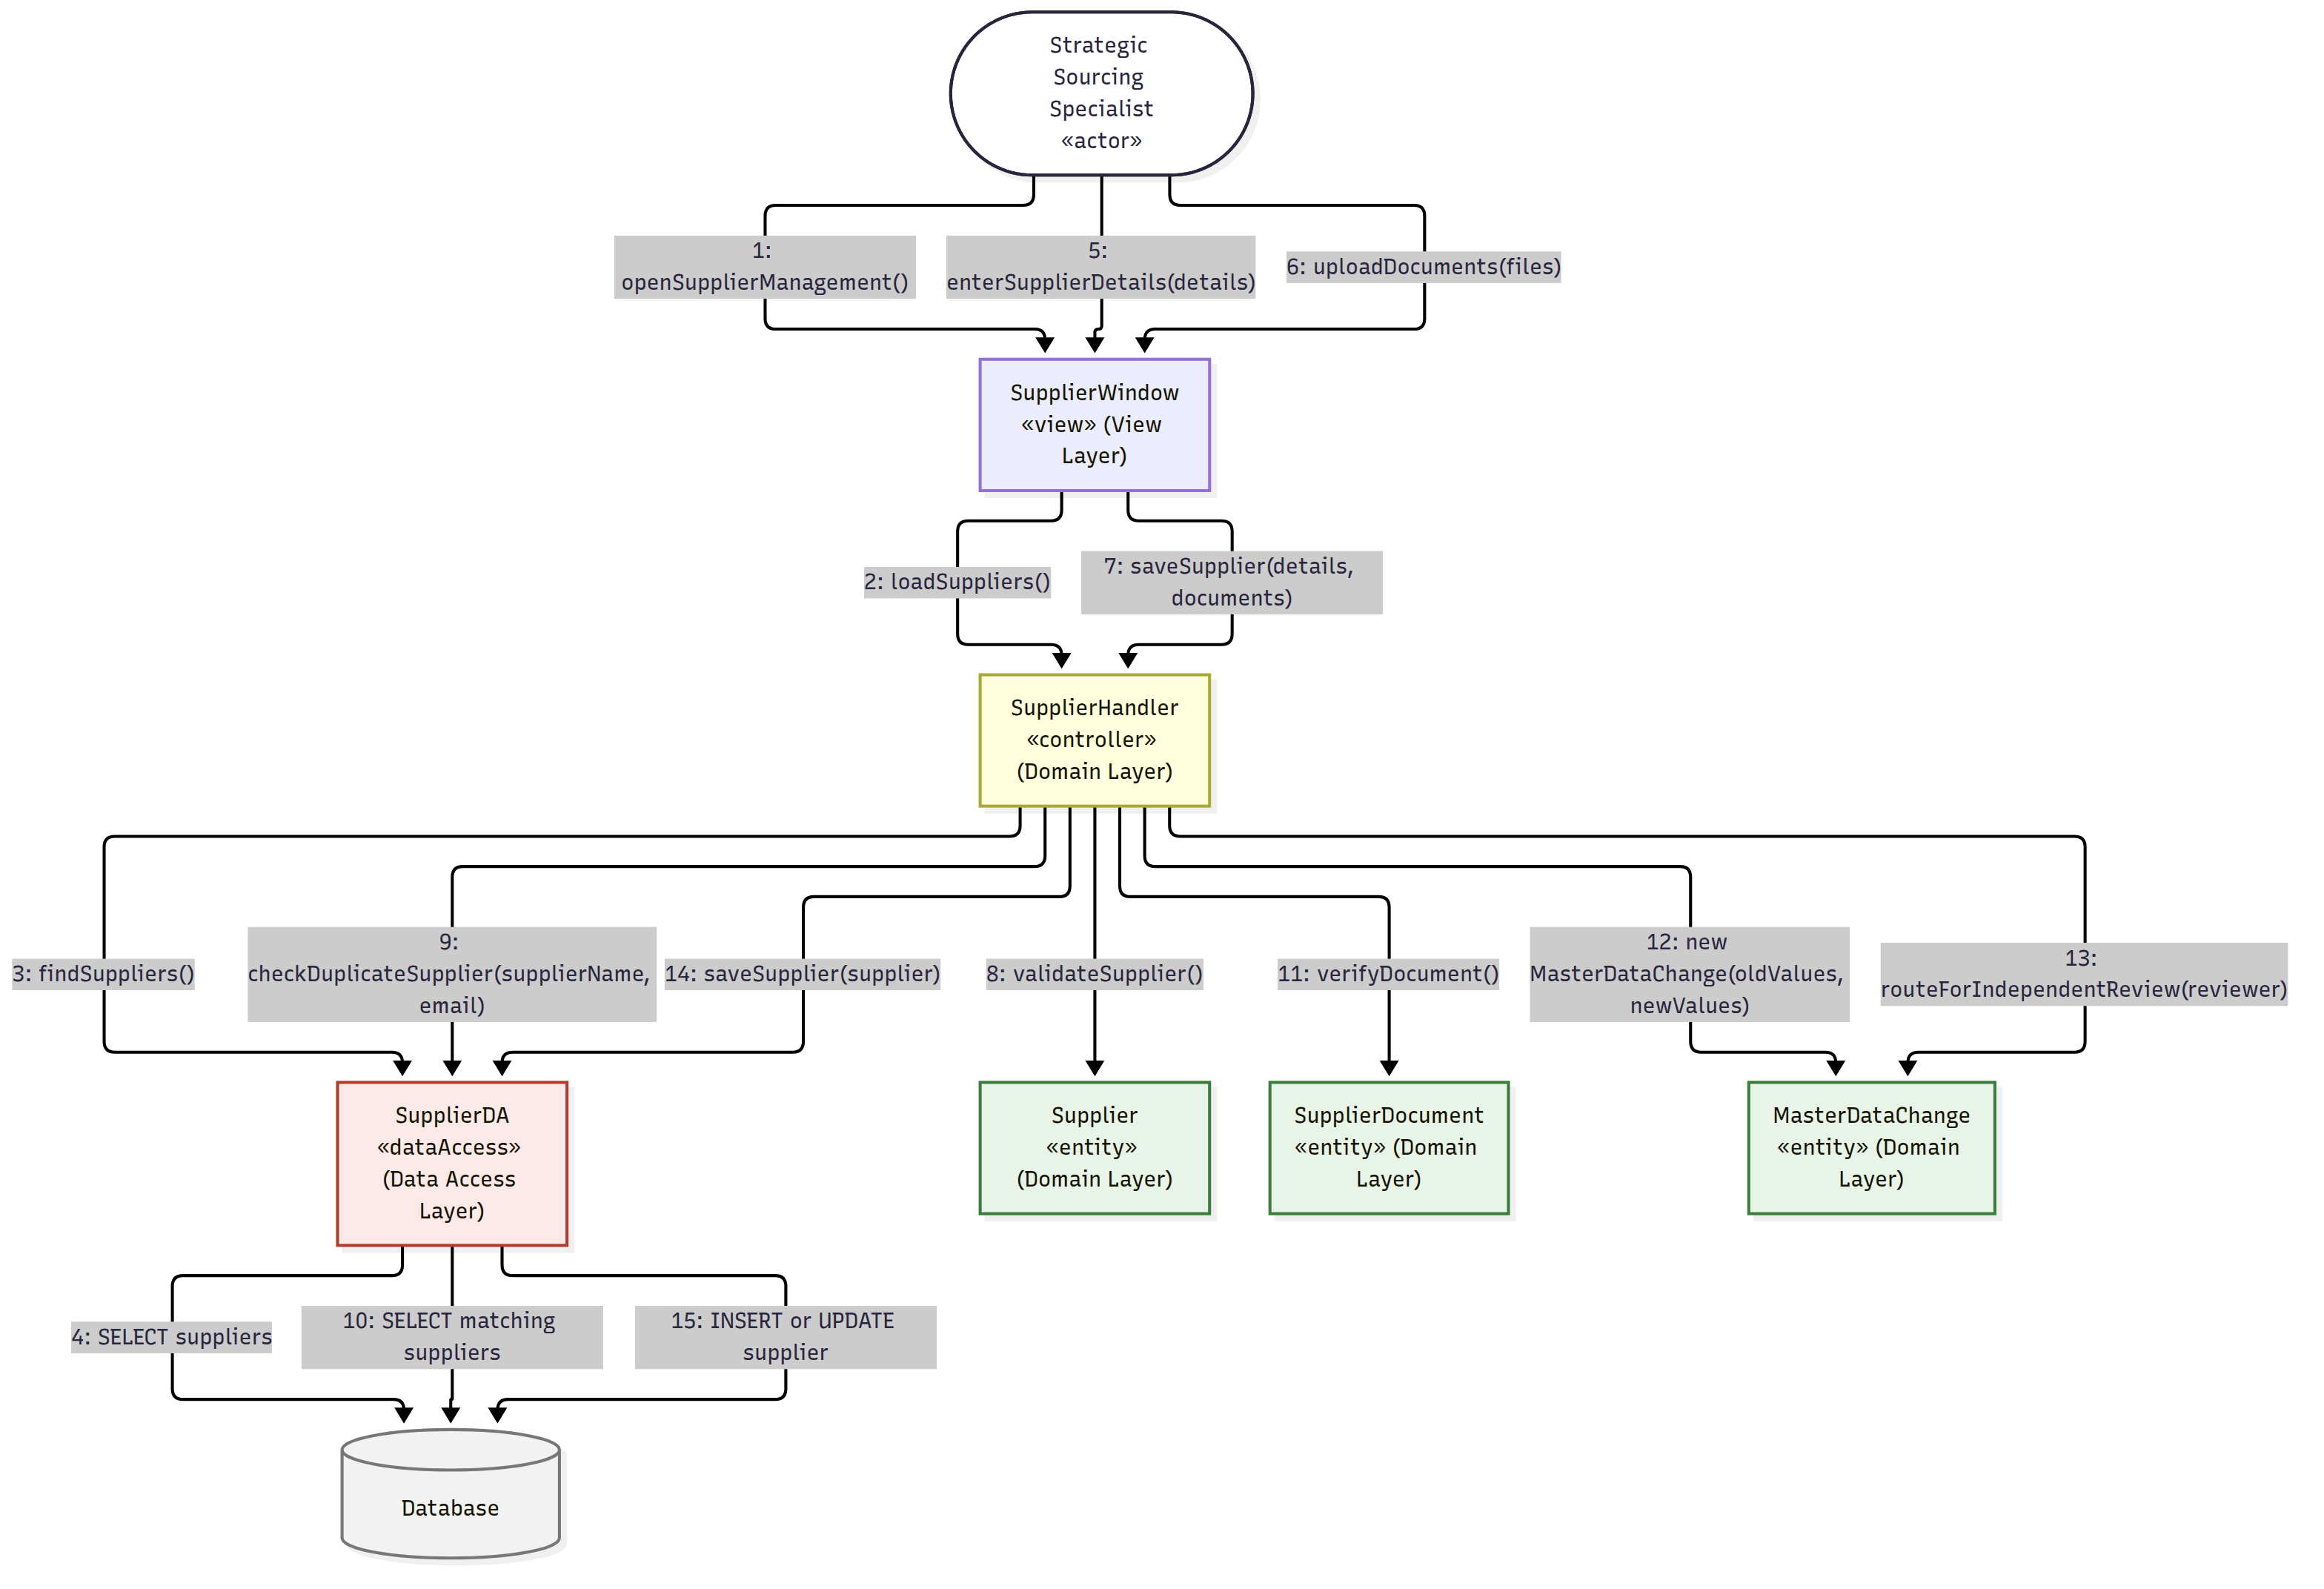 Strategic
Sourcing
Specialist
«actor»
1:
openSupplierManagement()
5:
enterSupplierDetails(details)
6: uploadDocuments(files)
SupplierWindow
«view» (View
Layer)
2: loadSuppliers()
7: saveSupplier(details,
documents)
SupplierHandler
«controller»
(Domain Layer)
3: findSuppliers()
9:
checkDuplicateSupplier(supplierName,
email)
14: saveSupplier(supplier)
8: validateSupplier()
11: verifyDocument()
12: new
MasterDataChange(oldValues,
newValues)
13:
routeForIndependentReview(reviewer)
SupplierDA
«dataAccess»
(Data Access
Layer)
Supplier
«entity»
(Domain Layer)
SupplierDocument
«entity» (Domain
Layer)
MasterDataChange
«entity» (Domain
Layer)
4: SELECT suppliers
10: SELECT matching
suppliers
15: INSERT or UPDATE
supplier
Database